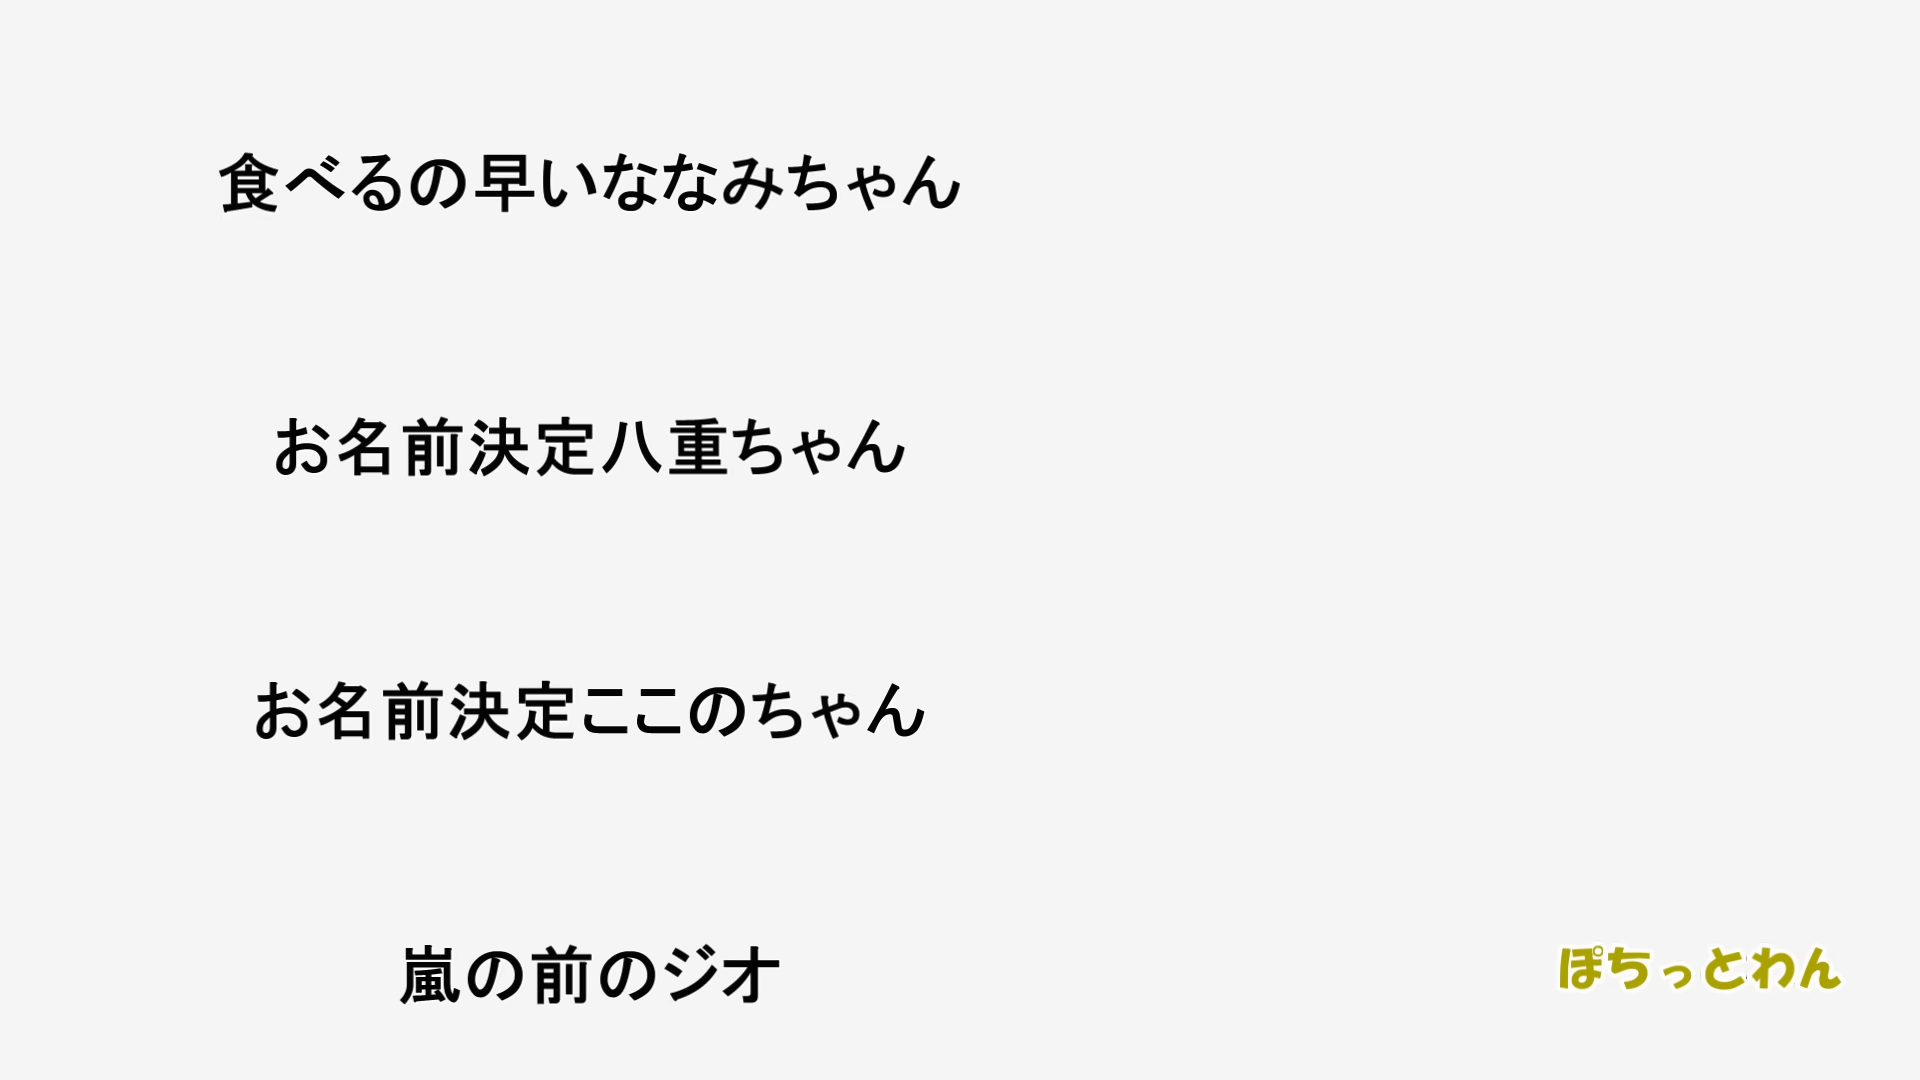 食べるの早いななみちゃん
お名前決定八重ちゃん
お名前決定ここのちゃん
嵐の前のジオ
ぽちっとわん